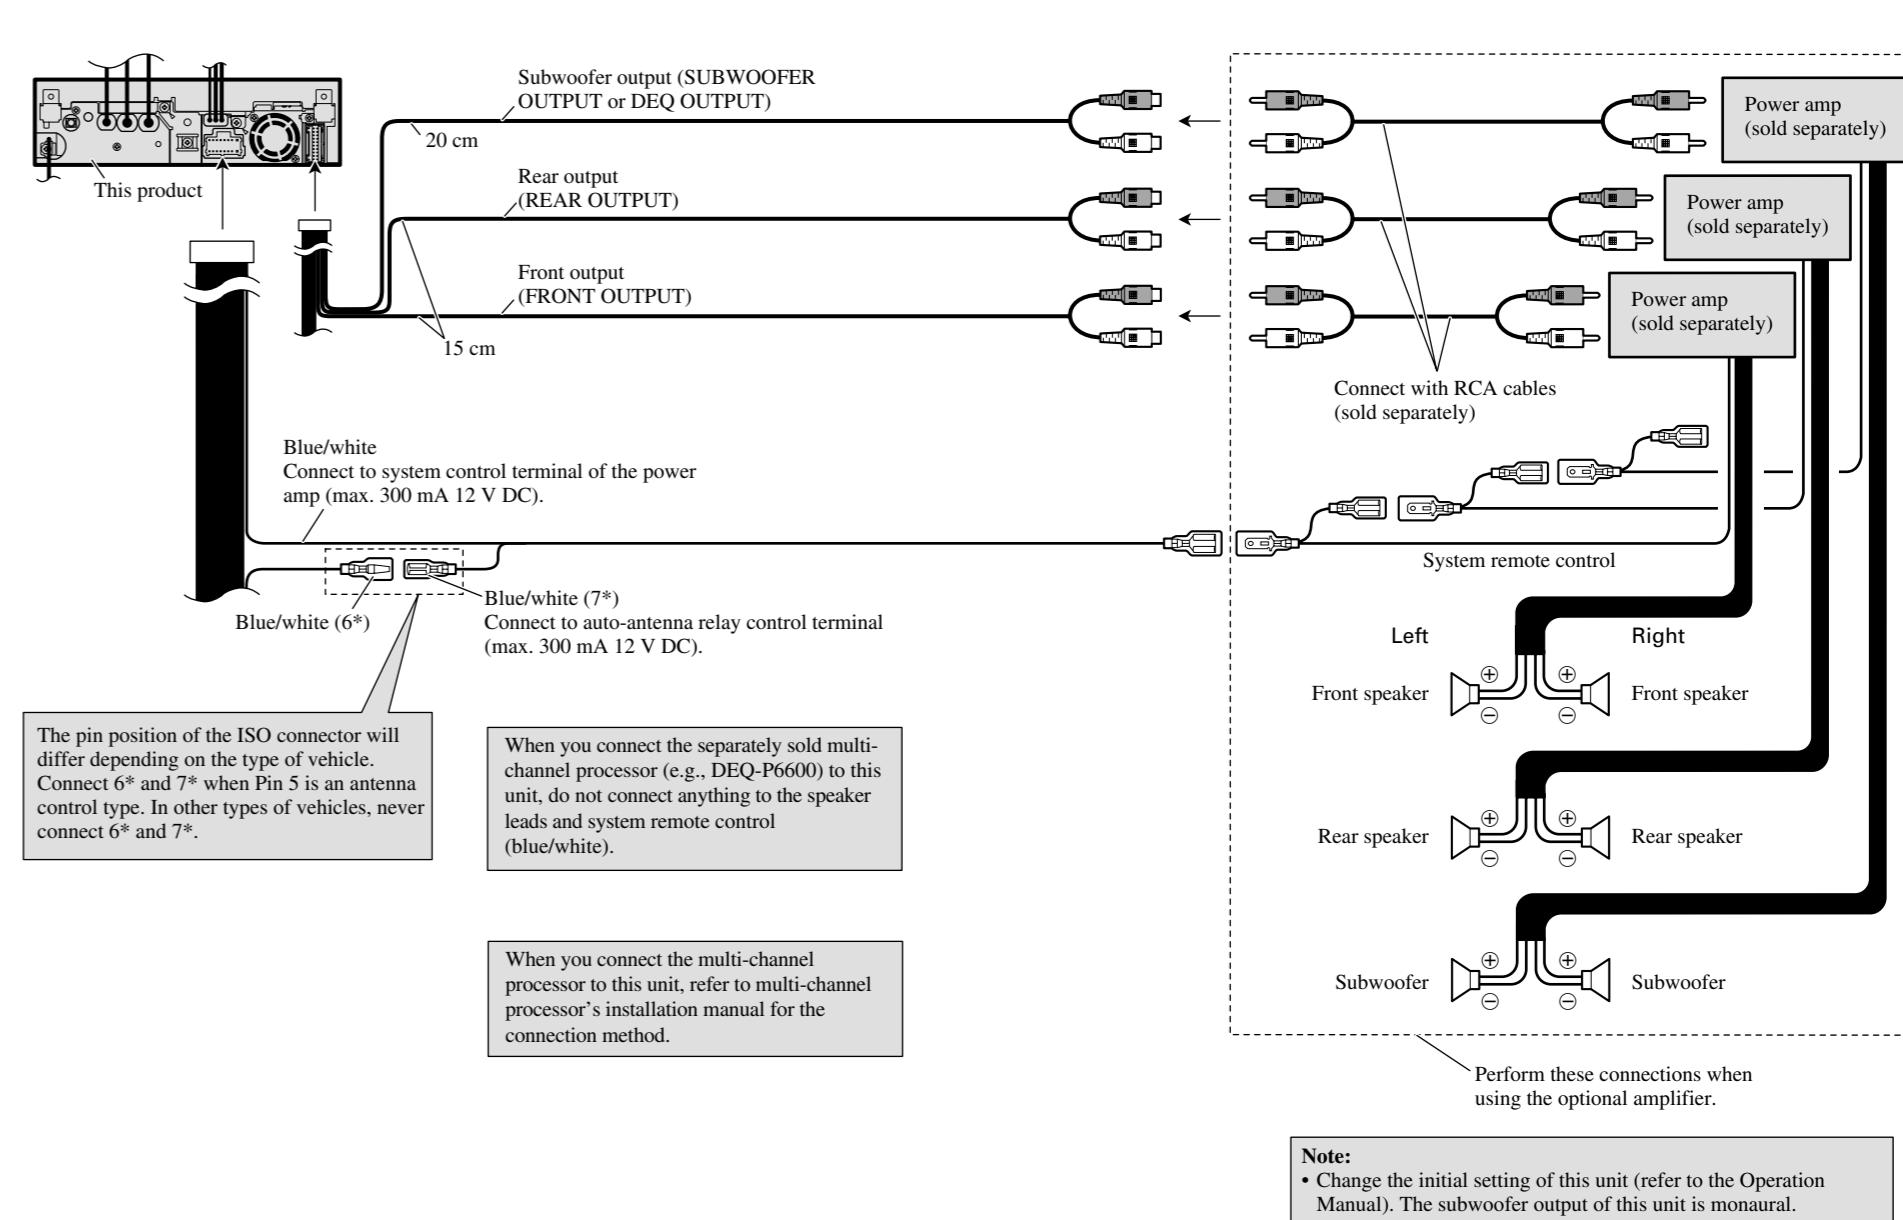 Subwoofer output (SUBWOOFER
OUTPUT or DEQ OUTPUT)
20 cm
This product
Rear output
(REAR OUTPUT)
Front output
(FRONT OUTPUT)
15 cm
Power amp
(sold separately)
Power amp
(sold separately)
Power amp
(sold separately)
Connect with RCA cables
(sold separately)
Blue/white
Connect to system control terminal of the power
amp (max. 300 mA 12 V DC).
System remote control
Blue/white (6*)
Blue/white (7*)
Connect to auto-antenna relay control terminal
(max. 300 mA 12 V DC).
The pin position of the ISO connector will
differ depending on the type of vehicle.
Connect 6* and 7* when Pin 5 is an antenna
control type. In other types of vehicles, never
connect 6* and 7*.
When you connect the separately sold multi-
channel processor (e.g., DEQ-P6600) to this
unit, do not connect anything to the speaker
leads and system remote control
(blue/white).
When you connect the multi-channel
processor to this unit, refer to multi-channel
processor's installation manual for the
connection method.
Left
Right
Front speaker
⊕
⊕
Front speaker
⊖
⊖
Rear speaker
⊕
⊕
Rear speaker
⊖
⊖
Subwoofer
⊕
⊕
Subwoofer
⊖
⊖
Perform these connections when
using the optional amplifier.
Note:
• Change the initial setting of this unit (refer to the Operation
Manual). The subwoofer output of this unit is monaural.